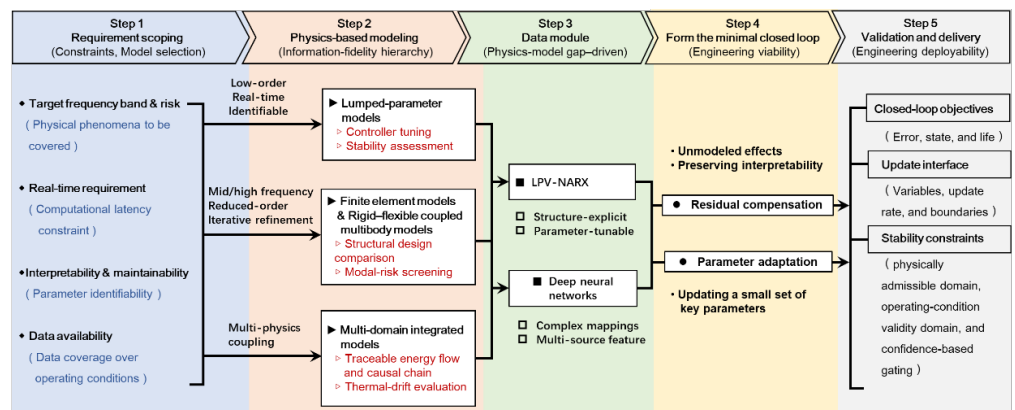 Step 1
Requirement scoping
(Constraints, Model selection)
Step 2
Physics-based modeling
(Information-fidelity hierarchy)
Step 3
Data module
(Physics-model gap–driven)
Step 4
Form the minimal closed loop
(Engineering viability)
Step 5
Validation and delivery
(Engineering deployability)
◆ Target frequency band & risk
( Physical phenomena to be
covered )
◆ Real-time requirement
( Computational latency
constraint )
◆ Interpretability & maintainability
( Parameter identifiability )
◆ Data availability
( Data coverage over
operating conditions )
Low-order
Real-time
Identifiable
Mid/high frequency
Reduced-order
Iterative refinement
Multi-physics
coupling
► Lumped-parameter
models
▷ Controller tuning
▷ Stability assessment
► Finite element models
& Rigid–flexible coupled
multibody models
▷ Structural design
comparison
▷ Modal-risk screening
► Multi-domain integrated
models
▷ Traceable energy flow
and causal chain
▷ Thermal-drift evaluation
■ LPV-NARX
□ Structure-explicit
□ Parameter-tunable
■ Deep neural
networks
□ Complex mappings
□ Multi-source feature
• Unmodeled effects
• Preserving interpretability
● Residual compensation
● Parameter adaptation
• Updating a small set of
key parameters
Closed-loop objectives
( Error, state, and life )
Update interface
( Variables, update
rate, and boundaries )
Stability constraints
( physically
admissible domain,
operating-condition
validity domain, and
confidence-based
gating )